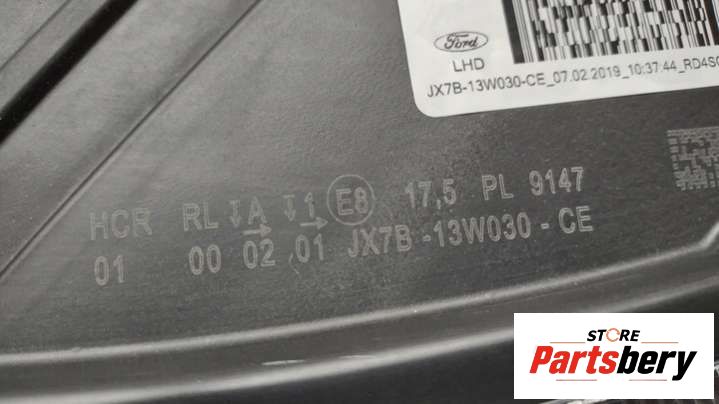 Ford
LHD
JX7B-13W030-CE_07.02.2019_10:37:44_RD4S
HCR RL A 1 E8 17,5 PL 9147
01 00 02 01 JX7B-13W030-CE
STORE
Partsbery